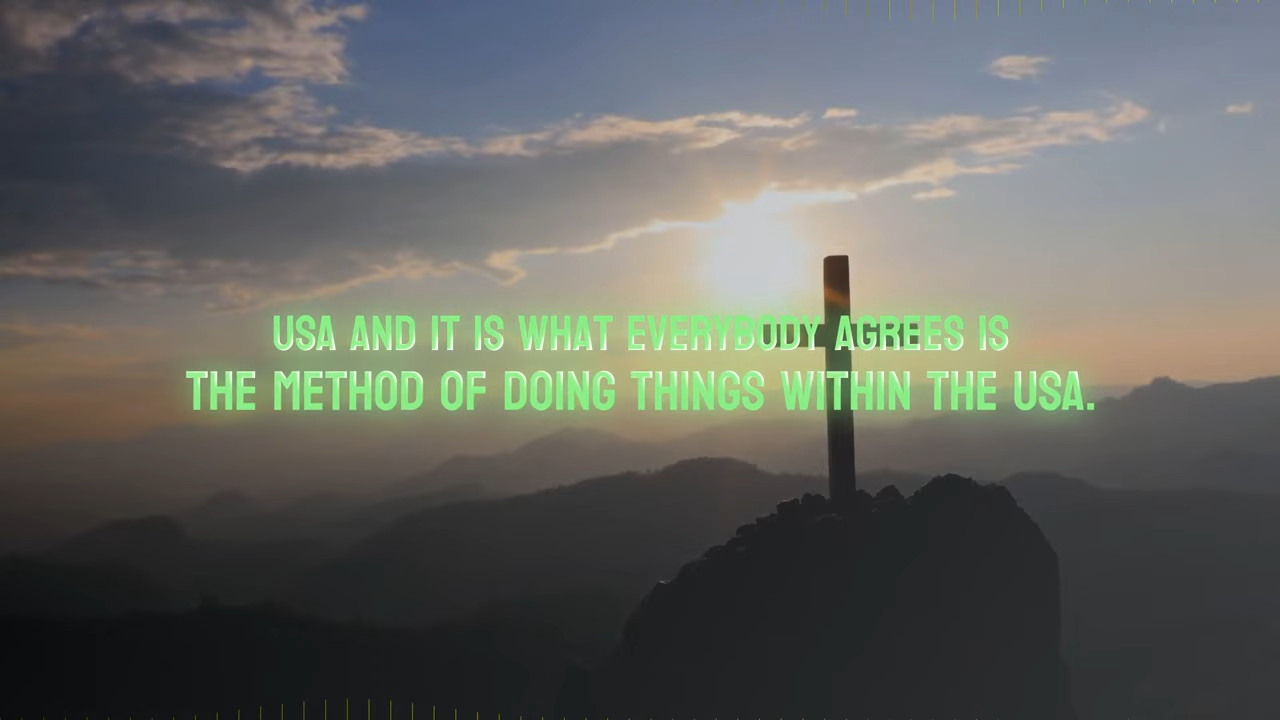 USA AND IT IS WHAT EVERYBODY AGREES IS
THE METHOD OF DOING THINGS WITHIN THE USA.